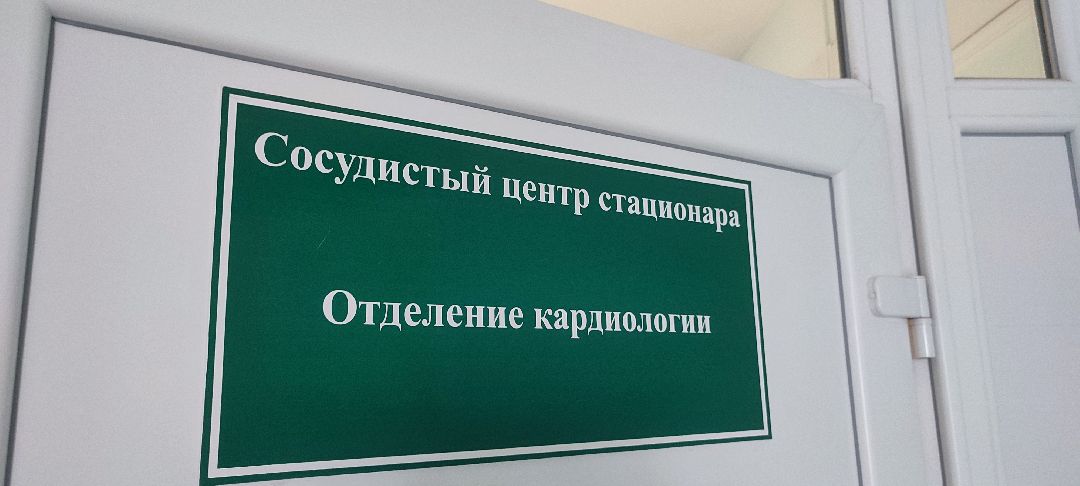 Сосудистый центр стационара
Отделение кардиологии